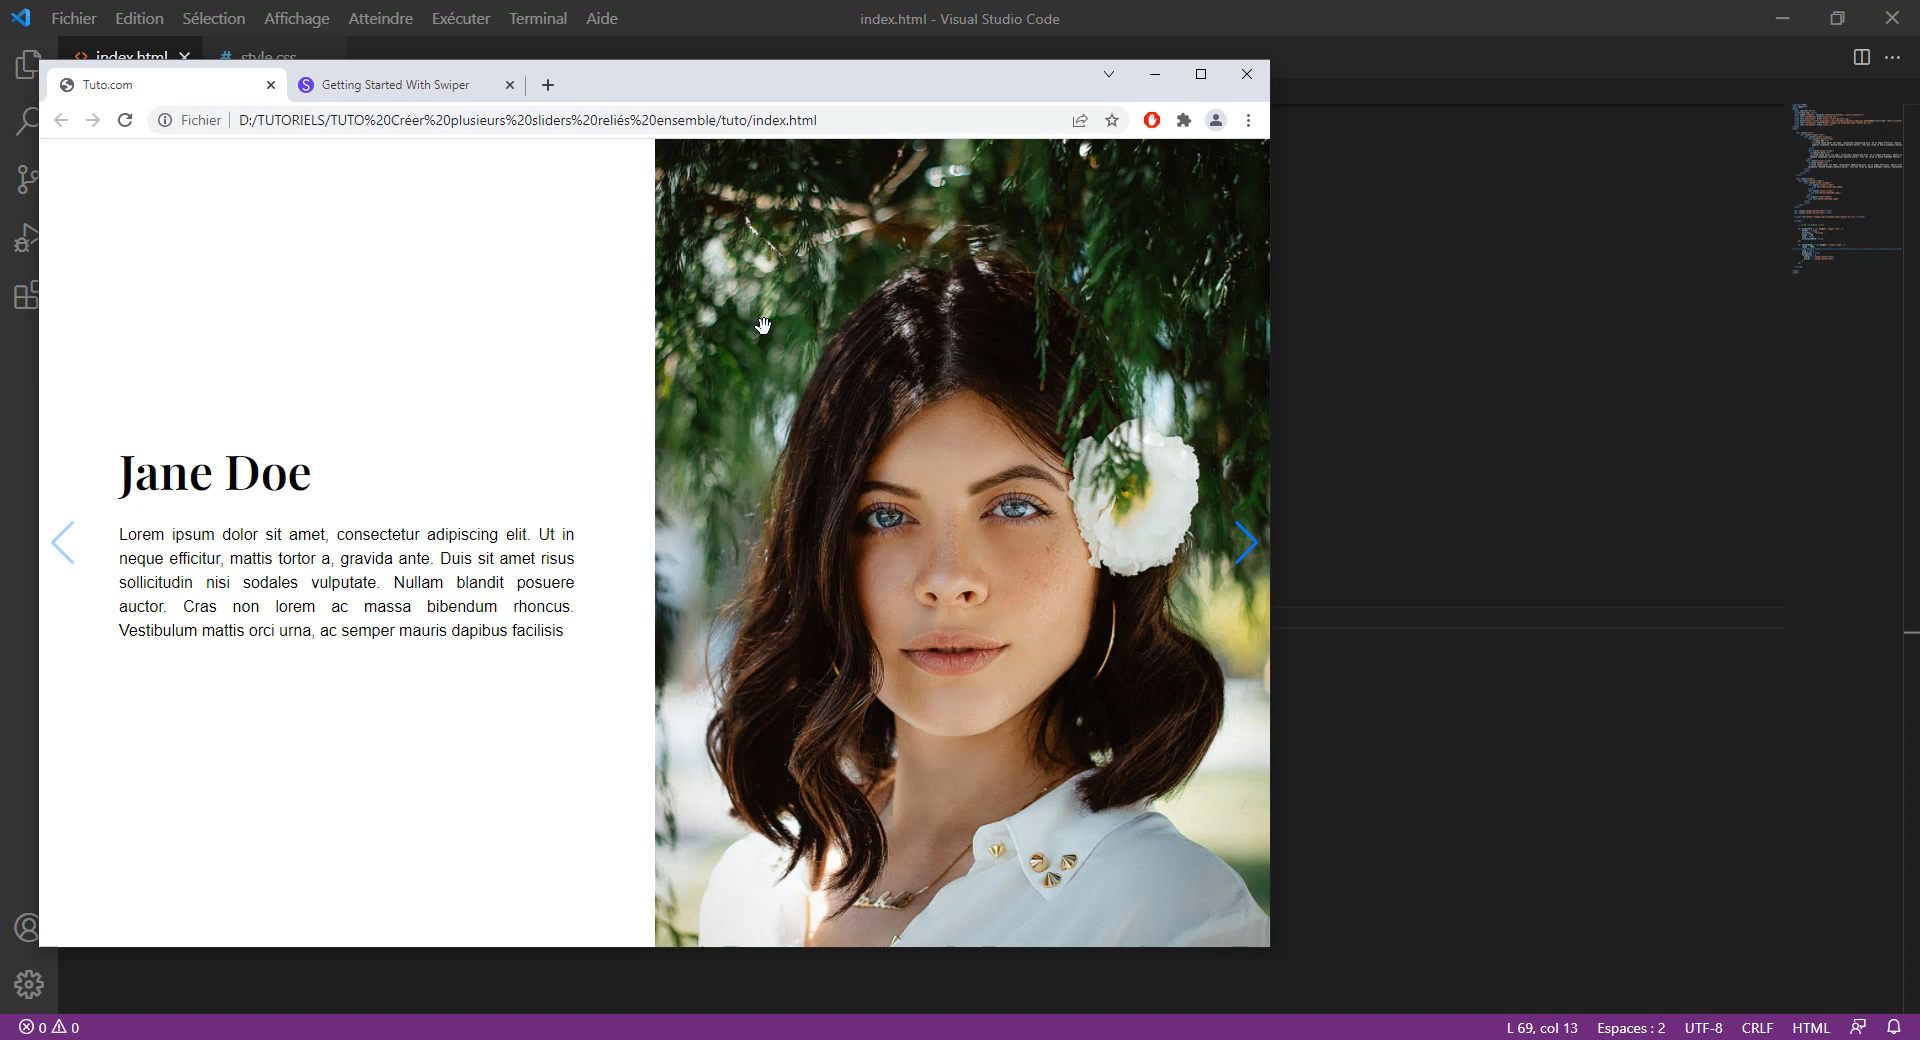 Fichier Edition Sélection Affichage Atteindre Exécuter Terminal Aide
index.html - Visual Studio Code
index.html
style.css
Tuto.com
Getting Started With Swiper
Fichier D:/TUTORIELS/TUTO%20Créer%20plusieurs%20sliders%20reliés%20ensemble/tuto/index.html
Jane Doe
Lorem ipsum dolor sit amet, consectetur adipiscing elit. Ut in
neque efficitur, mattis tortor a, gravida ante. Duis sit amet risus
sollicitudin nisi sodales vulputate. Nullam blandit posuere
auctor. Cras non lorem ac massa bibendum rhoncus.
Vestibulum mattis orci urna, ac semper mauris dapibus facilisis
0 0
L 69, col 13 Espaces : 2 UTF-8 CRLF HTML